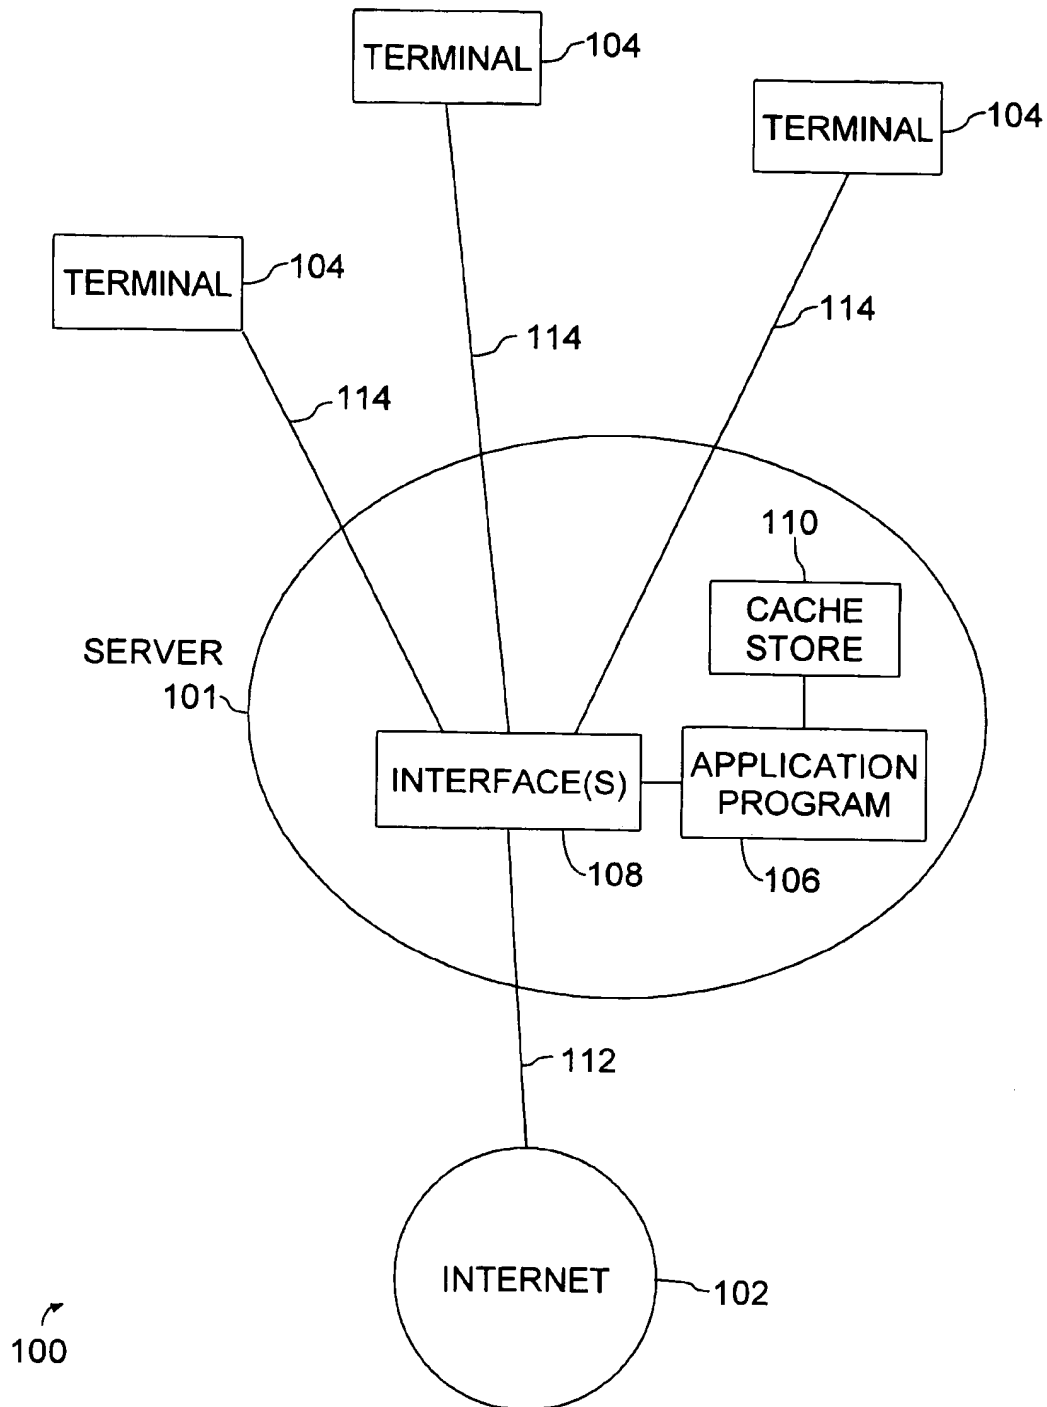 TERMINAL
104
TERMINAL
104
TERMINAL
104
114
114
114
110
CACHE
STORE
SERVER
101
INTERFACE(S)
APPLICATION
PROGRAM
108
106
112
INTERNET
102
100